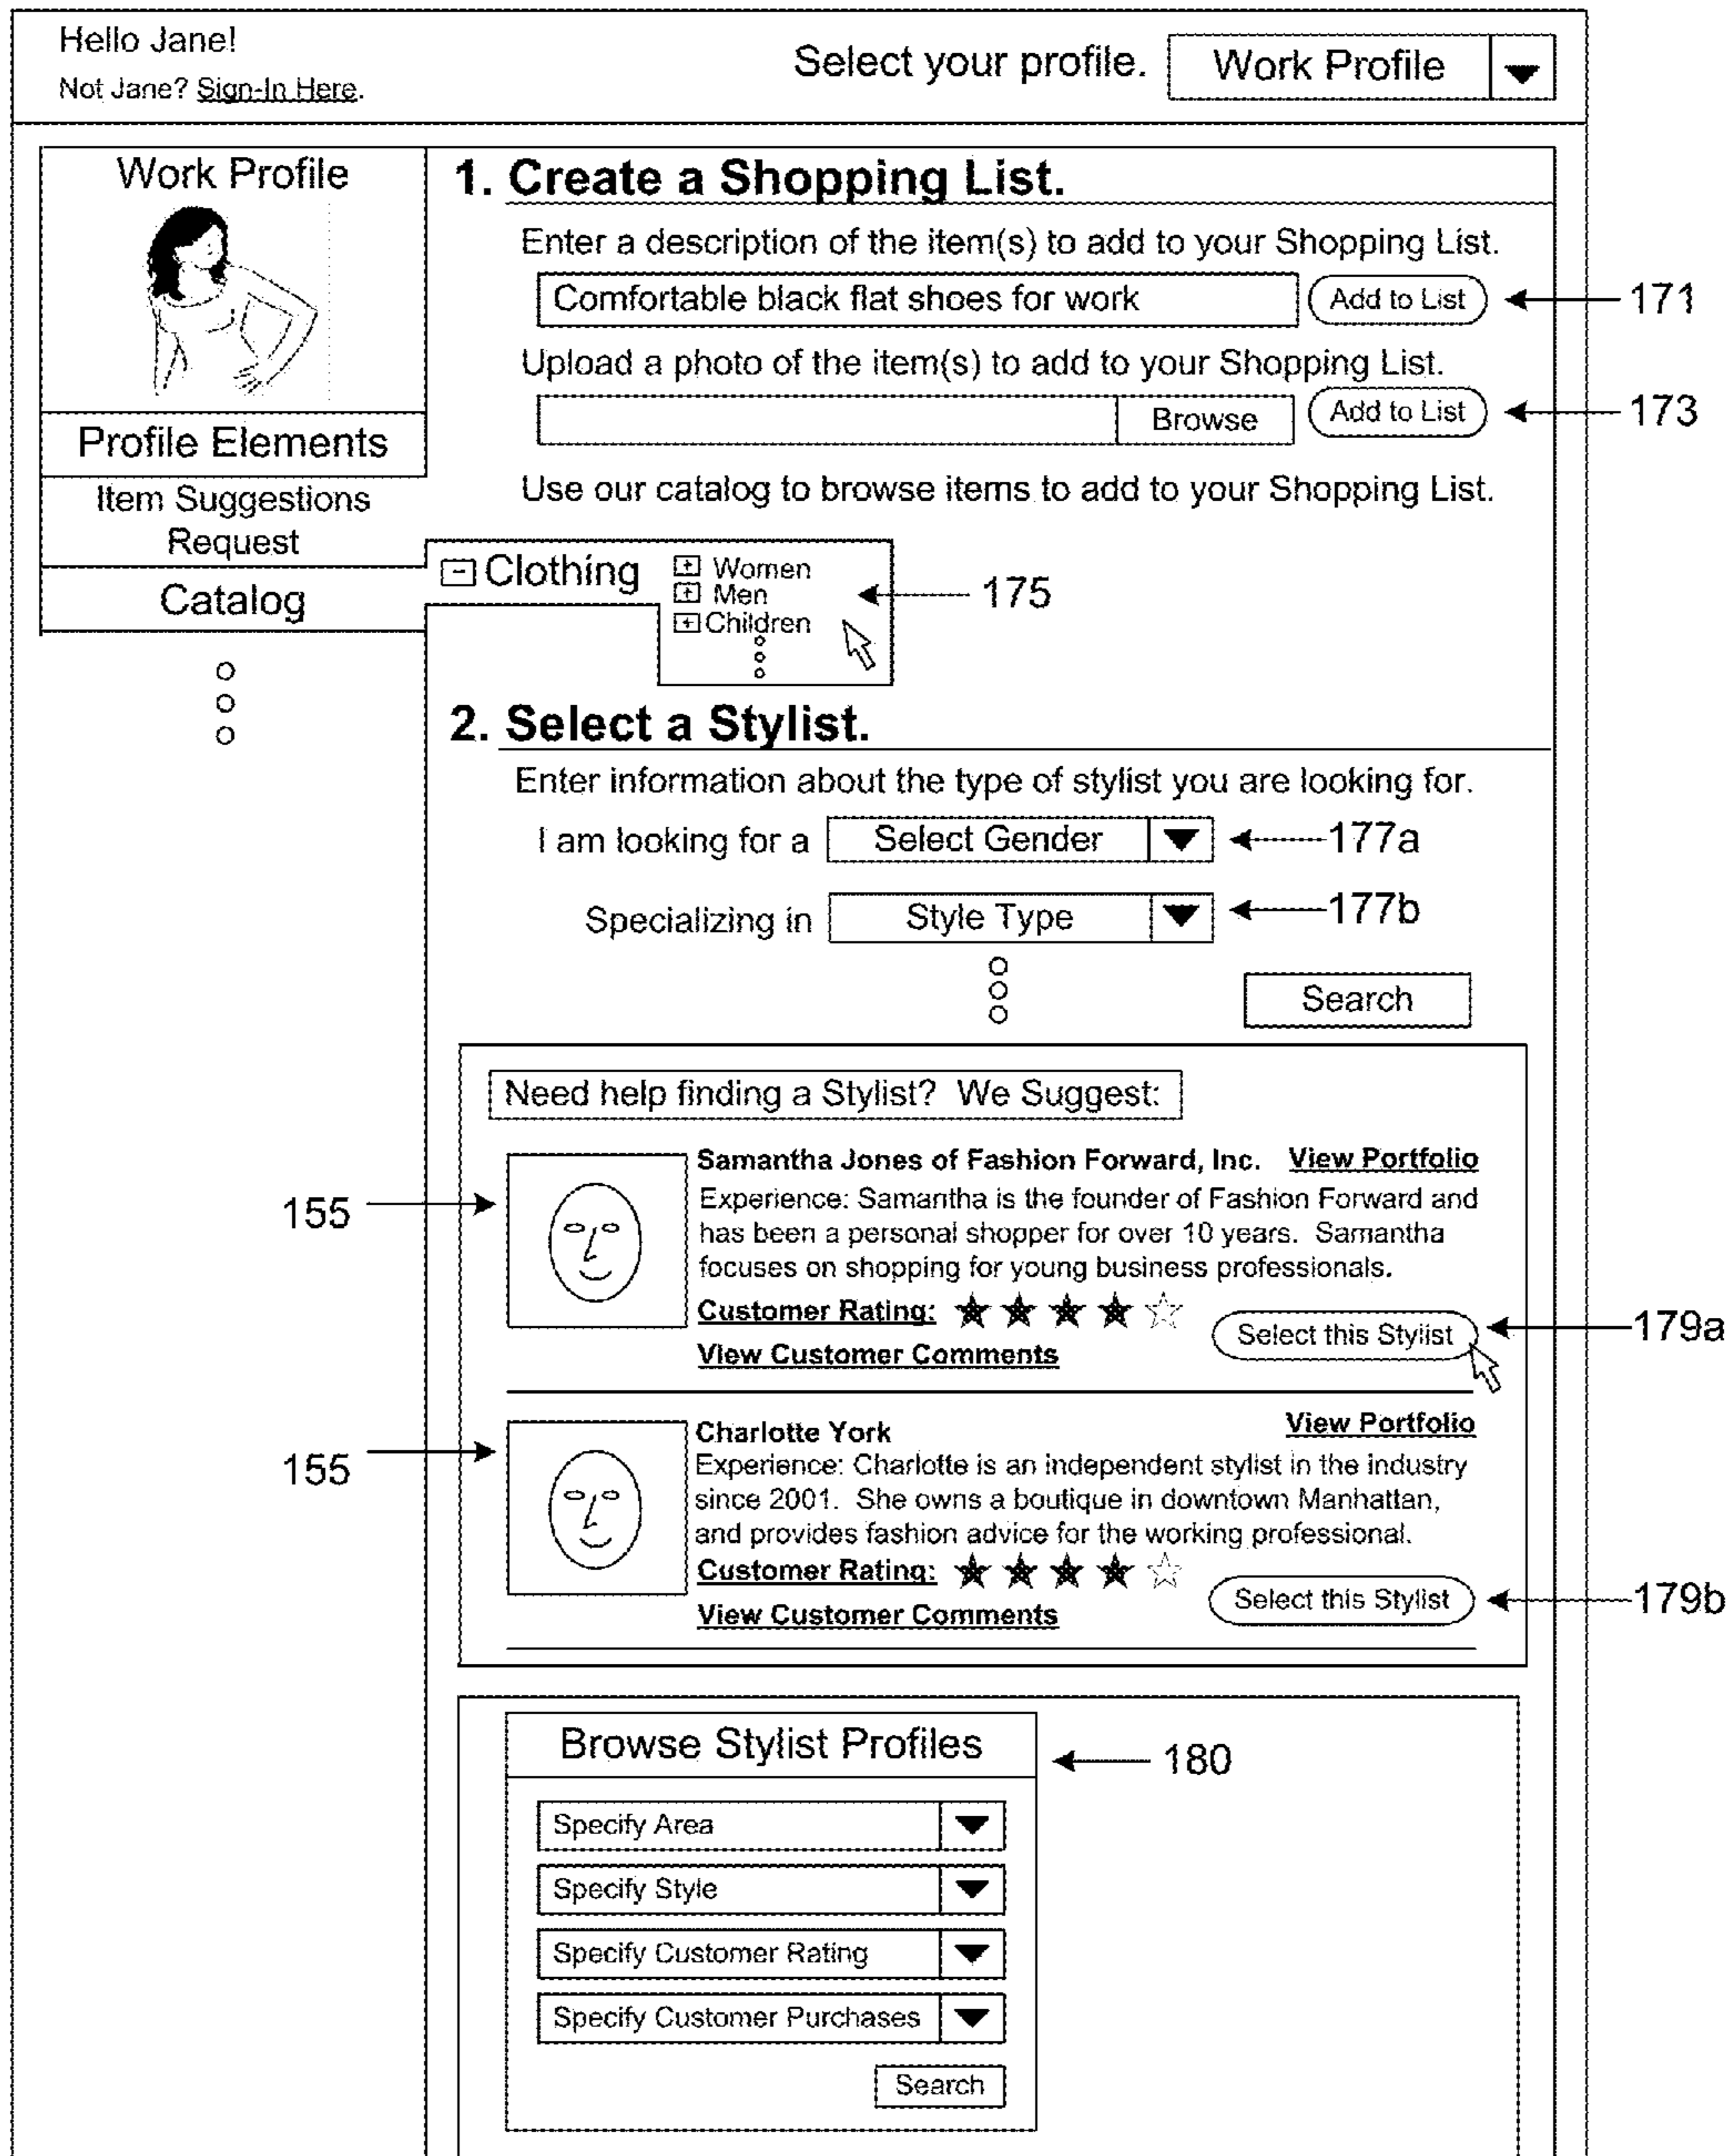 Hello Jane!
Not Jane? Sign-In Here.
Select your profile.
Work Profile
Work Profile
Profile Elements
Item Suggestions
Request
Catalog
1. Create a Shopping List.
Enter a description of the item(s) to add to your Shopping List.
Comfortable black flat shoes for work
Add to List
171
Upload a photo of the item(s) to add to your Shopping List.
Browse
Add to List
173
Use our catalog to browse items to add to your Shopping List.
- Clothing
+ Women
+ Men
+ Children
175
2. Select a Stylist.
Enter information about the type of stylist you are looking for.
I am looking for a
Select Gender
177a
Specializing in
Style Type
177b
Search
Need help finding a Stylist? We Suggest:
155
Samantha Jones of Fashion Forward, Inc. View Portfolio
Experience: Samantha is the founder of Fashion Forward and
has been a personal shopper for over 10 years. Samantha
focuses on shopping for young business professionals.
Customer Rating:
Select this Stylist
179a
View Customer Comments
155
Charlotte York View Portfolio
Experience: Charlotte is an independent stylist in the industry
since 2001. She owns a boutique in downtown Manhattan,
and provides fashion advice for the working professional.
Customer Rating:
Select this Stylist
179b
View Customer Comments
Browse Stylist Profiles
180
Specify Area
Specify Style
Specify Customer Rating
Specify Customer Purchases
Search